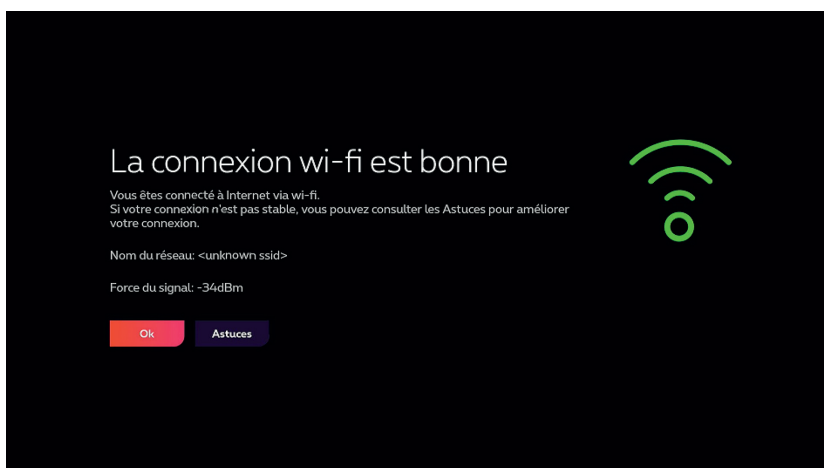 La connexion wi-fi est bonne
Vous êtes connecté à Internet via wi-fi.
Si votre connexion n'est pas stable, vous pouvez consulter les Astuces pour améliorer
votre connexion.
Nom du réseau: <unknown ssid>
Force du signal: -34dBm
Ok
Astuces